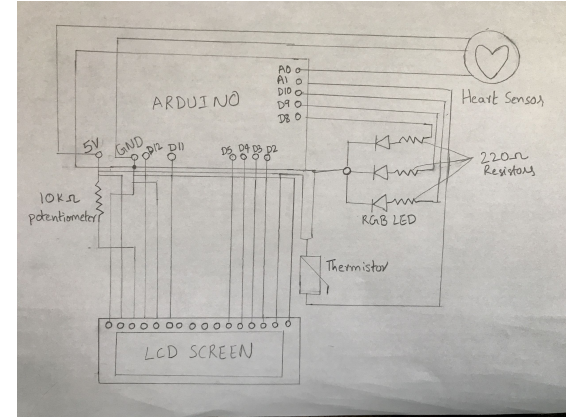 A0
A1
D10
D9
D8
ARDUINO
Heart Sensor
5V
GND
D12
D11
D5
D4
D3
D2
220Ω
Resistors
RGB LED
10KΩ
potentiometer
Thermistor
LCD SCREEN